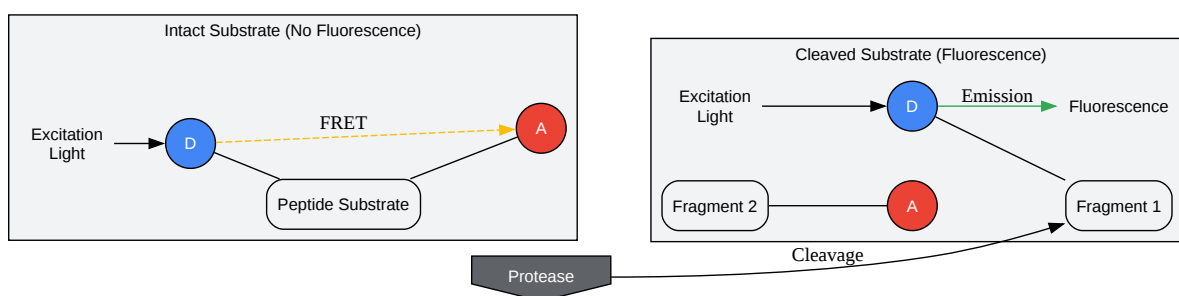 Intact Substrate (No Fluorescence)
Excitation
Light
D
FRET
A
Peptide Substrate
Cleaved Substrate (Fluorescence)
Excitation
Light
D
Emission
Fluorescence
Fragment 2
A
Fragment 1
Cleavage
Protease